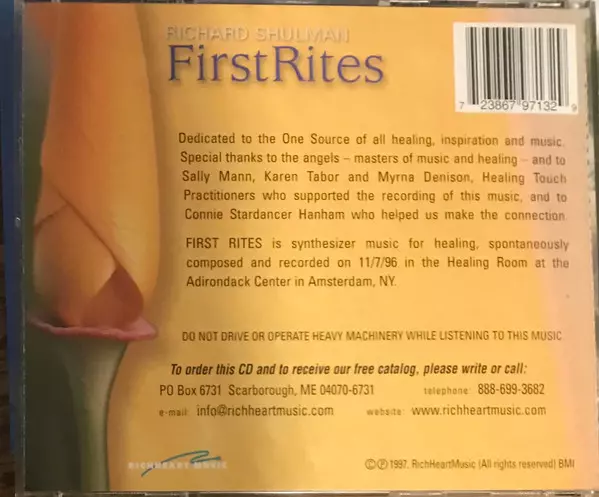 RICHARD SHULMAN
FirstRites
7 23867 97132 9
Dedicated to the One Source of all healing, inspiration and music.
Special thanks to the angels – masters of music and healing – and to
Sally Mann, Karen Tabor and Myrna Denison, Healing Touch
Practitioners who supported the recording of this music, and to
Connie Stardancer Hanham who helped us make the connection.
FIRST RITES is synthesizer music for healing, spontaneously
composed and recorded on 11/7/96 in the Healing Room at the
Adirondack Center in Amsterdam, NY.
DO NOT DRIVE OR OPERATE HEAVY MACHINERY WHILE LISTENING TO THIS MUSIC
To order this CD and to receive our free catalog, please write or call:
PO Box 6731 Scarborough, ME 04070-6731 telephone: 888-699-3682
e-mail: info@richheartmusic.com website: www.richheartmusic.com
RICHHEART MUSIC
©℗ 1997, RichHeartMusic (All rights reserved) BMI